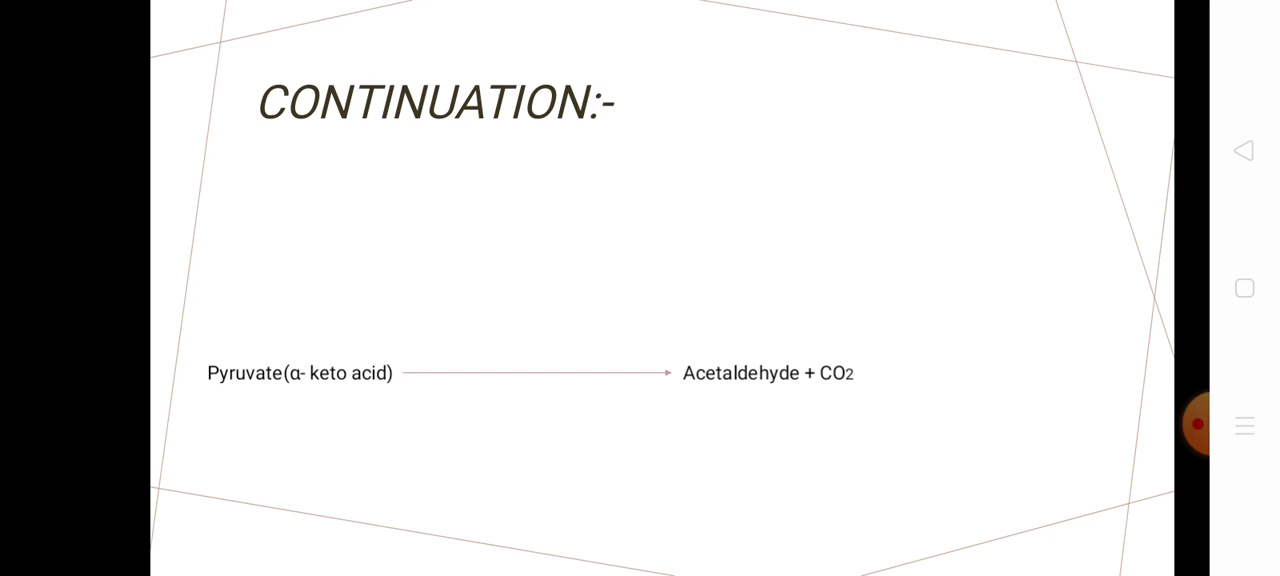 CONTINUATION:-
Pyruvate(α- keto acid) Acetaldehyde + CO2